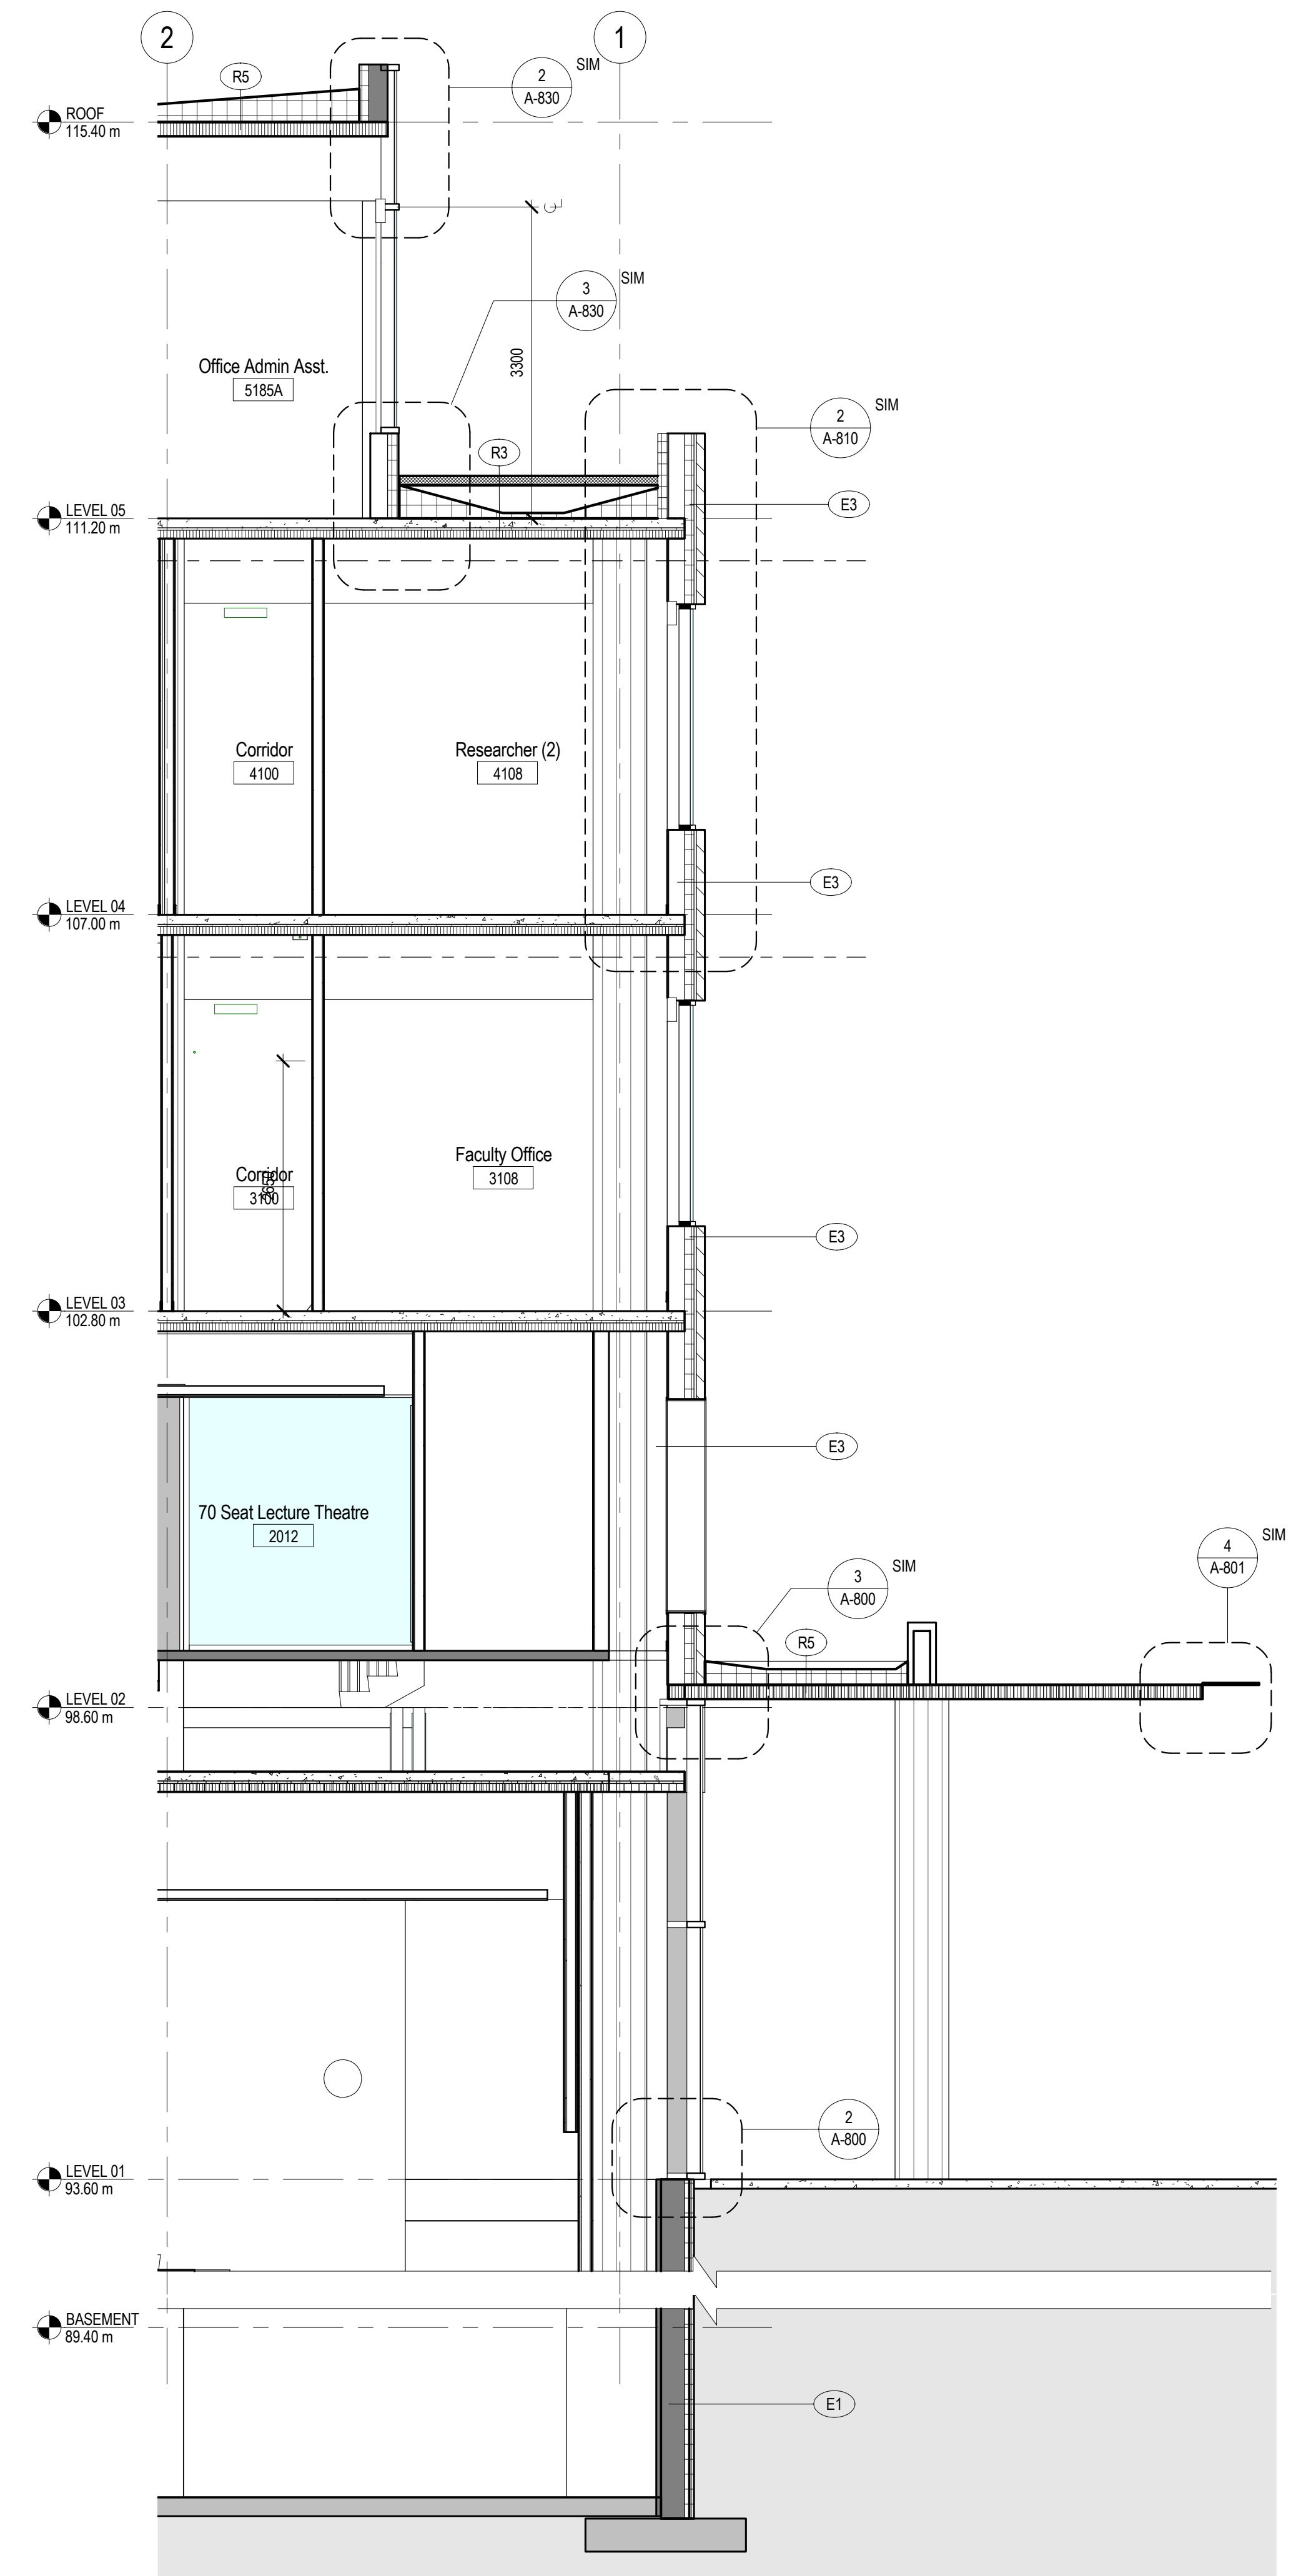 2
1
SIM
2
A-830
R5
ROOF
115.40 m
SIM
3
A-830
3300
Office Admin Asst.
5185A
SIM
2
A-810
R3
E3
LEVEL 05
111.20 m
Corridor
4100
Researcher (2)
4108
E3
LEVEL 04
107.00 m
Faculty Office
3108
Corridor
3100
E3
LEVEL 03
102.80 m
E3
70 Seat Lecture Theatre
2012
SIM
4
A-801
SIM
3
A-800
R5
LEVEL 02
98.60 m
2
A-800
LEVEL 01
93.60 m
BASEMENT
89.40 m
E1